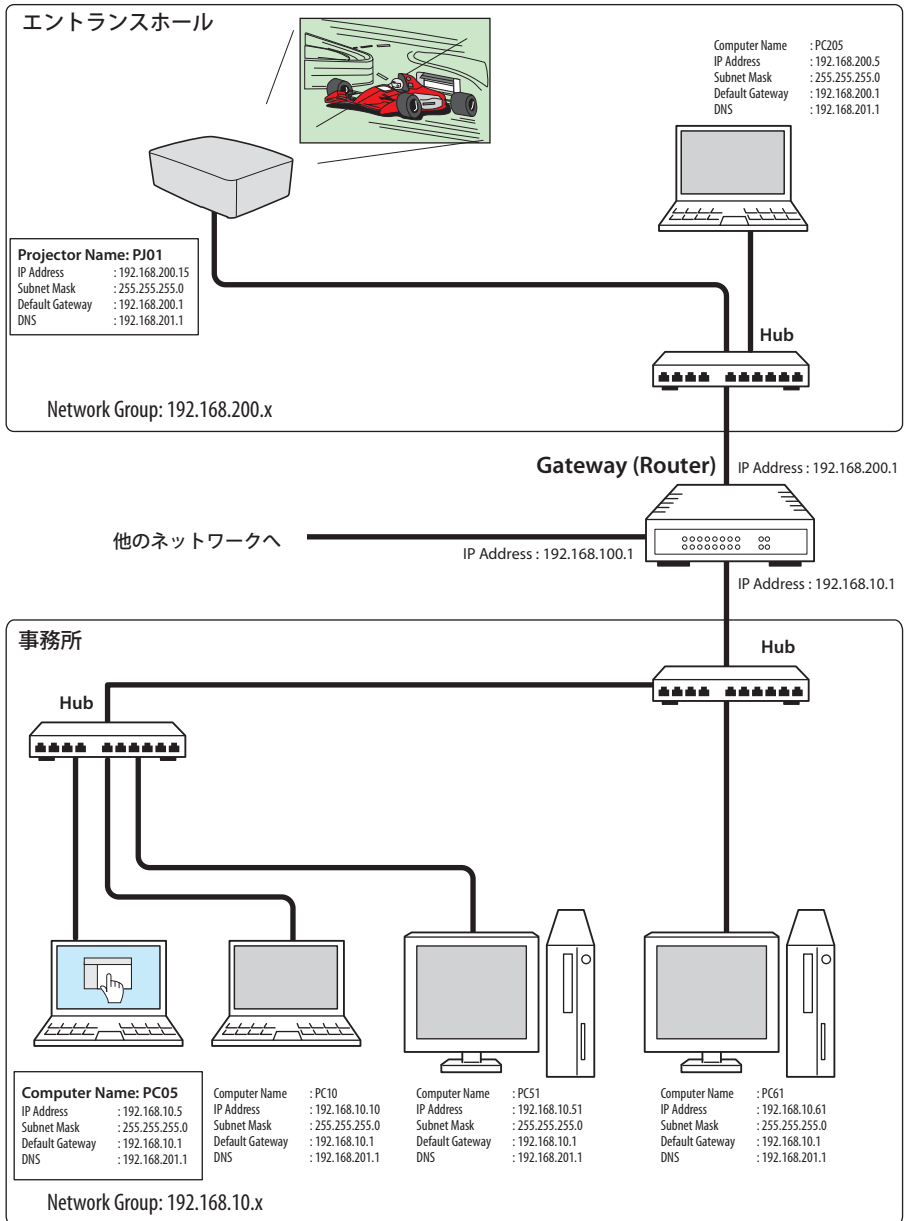 エントランスホール
Computer Name : PC205
IP Address : 192.168.200.5
Subnet Mask : 255.255.255.0
Default Gateway : 192.168.200.1
DNS : 192.168.201.1
Projector Name: PJ01
IP Address : 192.168.200.15
Subnet Mask : 255.255.255.0
Default Gateway : 192.168.200.1
DNS : 192.168.201.1
Hub
Network Group: 192.168.200.x
Gateway (Router)
IP Address : 192.168.200.1
他のネットワークへ
IP Address : 192.168.100.1
IP Address : 192.168.10.1
事務所
Hub
Hub
Computer Name: PC05
IP Address : 192.168.10.5
Subnet Mask : 255.255.255.0
Default Gateway : 192.168.10.1
DNS : 192.168.201.1
Computer Name : PC10
IP Address : 192.168.10.10
Subnet Mask : 255.255.255.0
Default Gateway : 192.168.10.1
DNS : 192.168.201.1
Computer Name : PC51
IP Address : 192.168.10.51
Subnet Mask : 255.255.255.0
Default Gateway : 192.168.10.1
DNS : 192.168.201.1
Computer Name : PC61
IP Address : 192.168.10.61
Subnet Mask : 255.255.255.0
Default Gateway : 192.168.10.1
DNS : 192.168.201.1
Network Group: 192.168.10.x